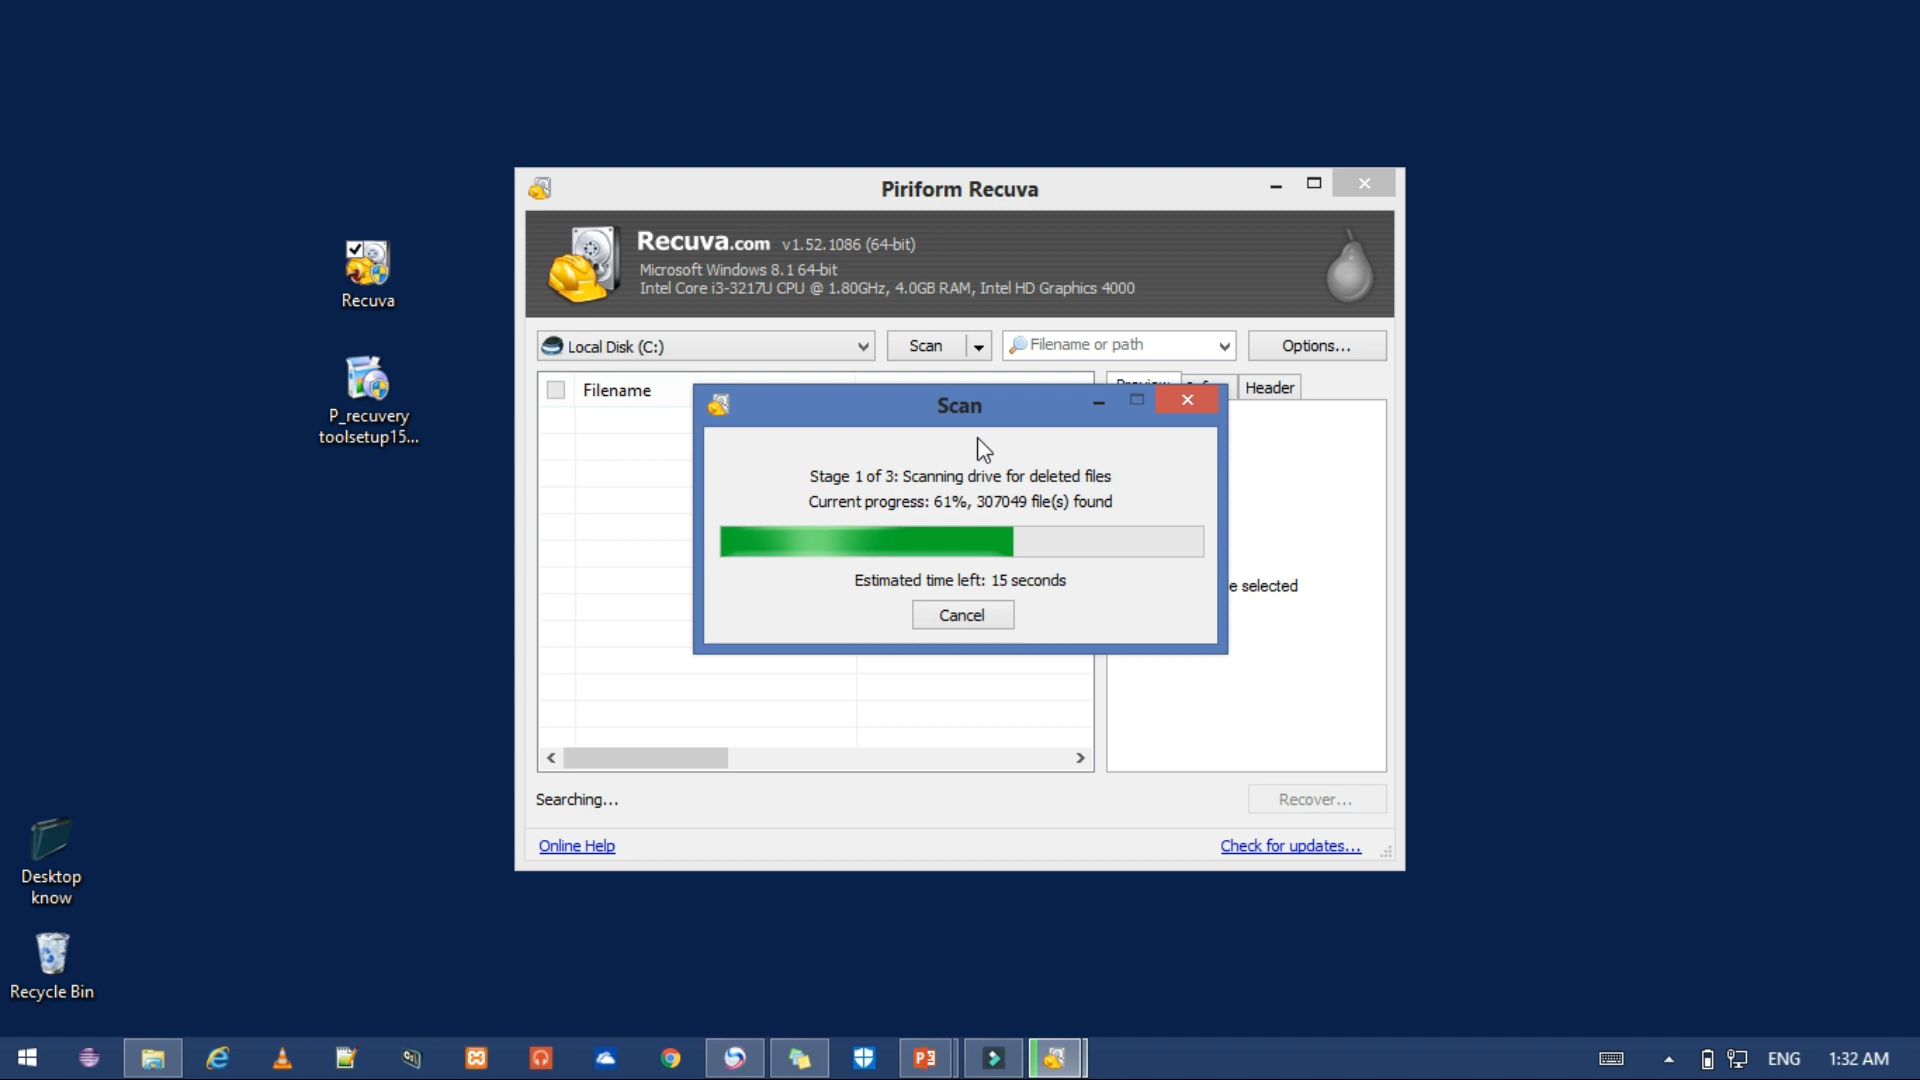 Recuva
P_recuvery
toolsetup15...
Desktop
know
Recycle Bin
Piriform Recuva
Recuva.com v1.52.1086 (64-bit)
Microsoft Windows 8.1 64-bit
Intel Core i3-3217U CPU @ 1.80GHz, 4.0GB RAM, Intel HD Graphics 4000
Local Disk (C:)
Scan
Filename or path
Options...
Filename
Header
Scan
Stage 1 of 3: Scanning drive for deleted files
Current progress: 61%, 307049 file(s) found
Estimated time left: 15 seconds
Cancel
e selected
Searching...
Recover...
Online Help
Check for updates...
ENG
1:32 AM